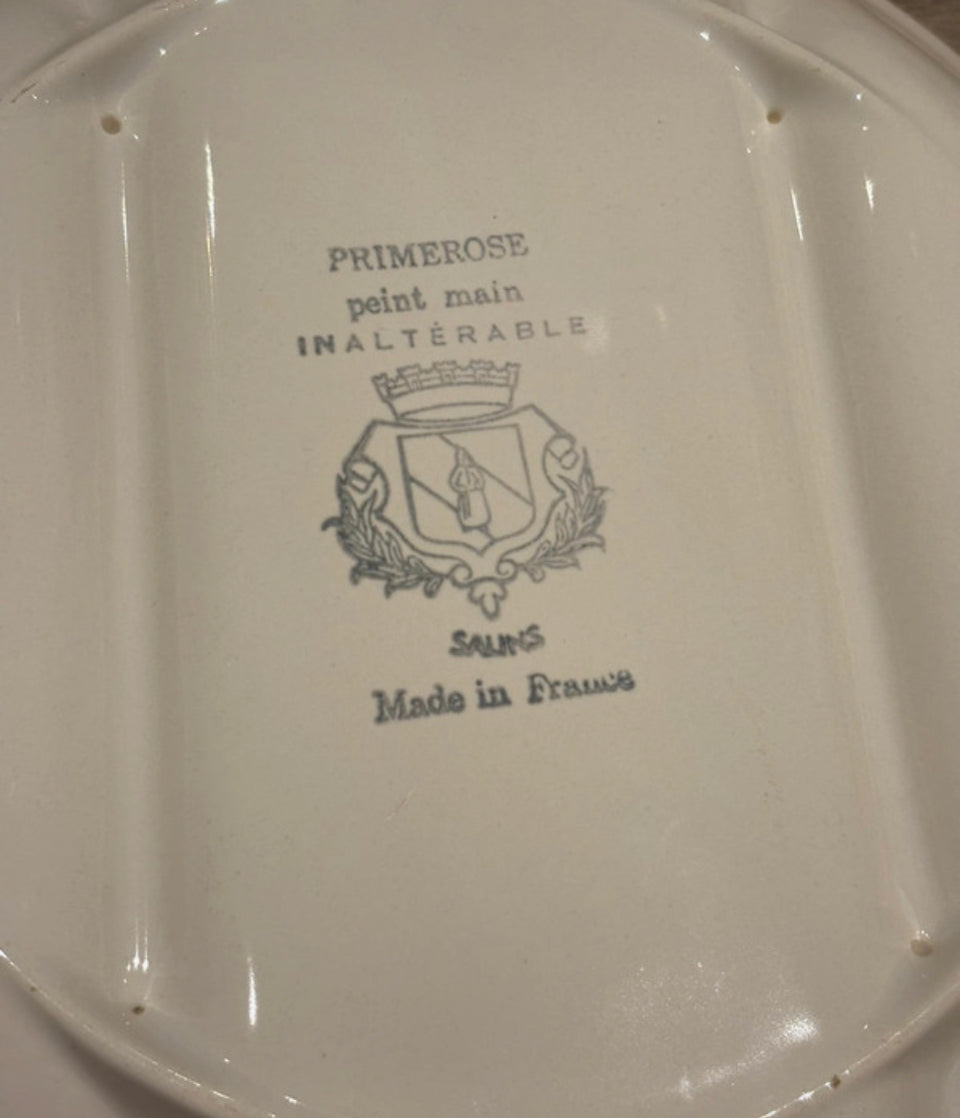 PRIMEROSE
peint main
INALTÉRABLE
SALINS
Made in France